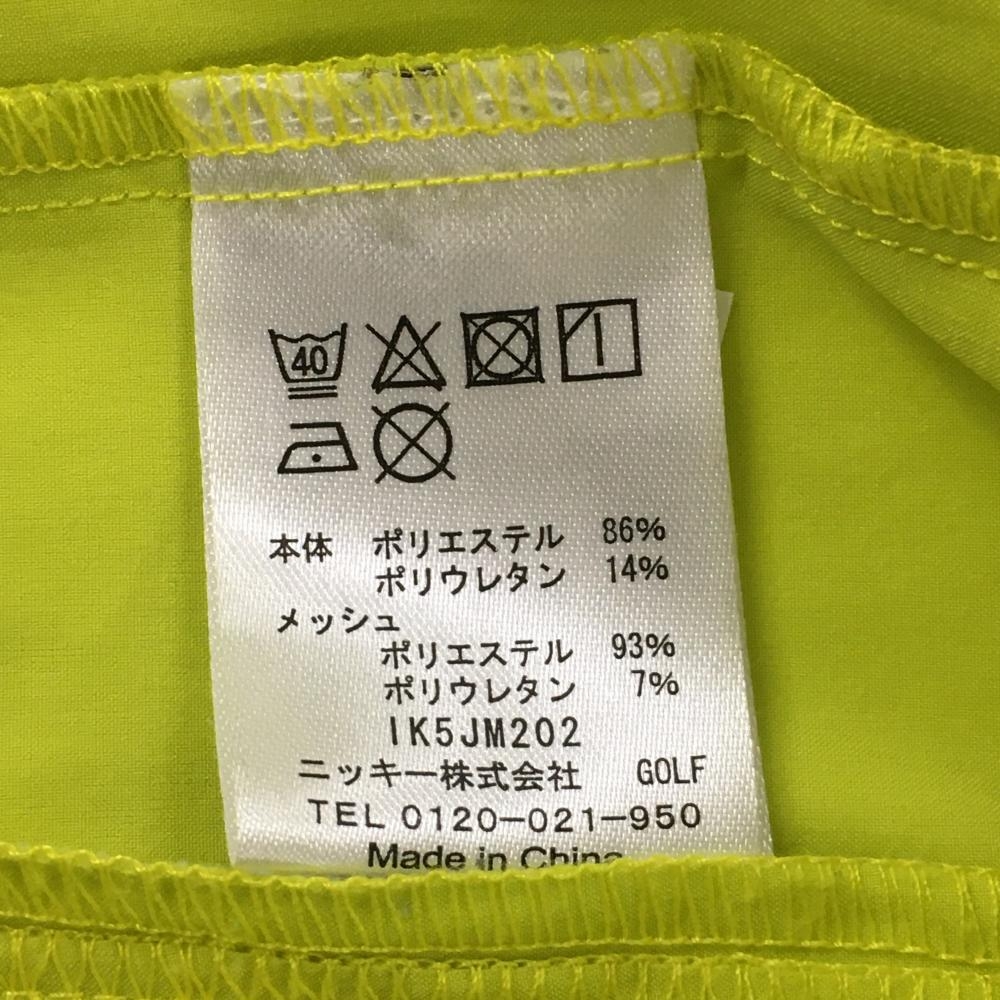 40
本体 ポリエステル 86%
ポリウレタン 14%
メッシュ
ポリエステル 93%
ポリウレタン 7%
IK5JM202
ニッキー株式会社 GOLF
TEL 0120-021-950
Made in China